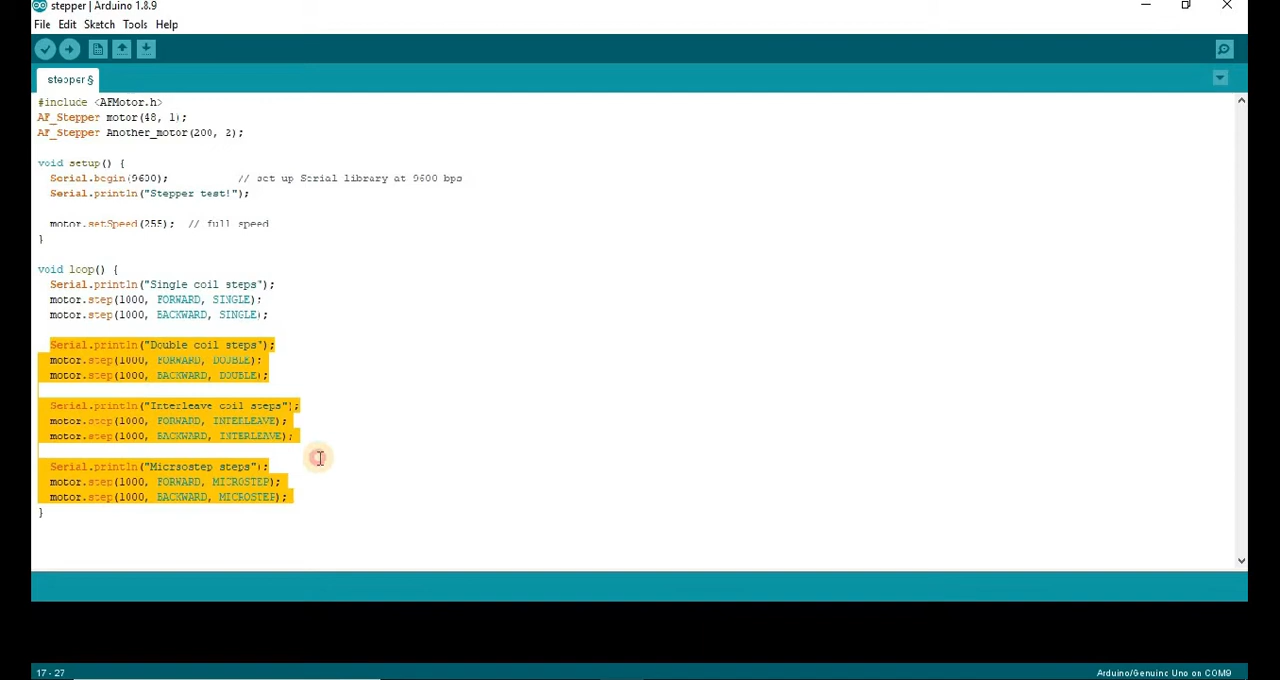 stepper | Arduino 1.8.9
File Edit Sketch Tools Help
stepper §
#include <AFMotor.h>
AF_Stepper motor(48, 1);
AF_Stepper Another_motor(200, 2);
void setup() {
Serial.begin(9600); // set up Serial library at 9600 bps
Serial.println("Stepper test!");
motor.setSpeed(255); // full speed
}
void loop() {
Serial.println("Single coil steps");
motor.step(1000, FORWARD, SINGLE);
motor.step(1000, BACKWARD, SINGLE);
Serial.println("Double coil steps");
motor.step(1000, FORWARD, DOUBLE);
motor.step(1000, BACKWARD, DOUBLE);
Serial.println("Interleave coil steps");
motor.step(1000, FORWARD, INTERLEAVE);
motor.step(1000, BACKWARD, INTERLEAVE);
Serial.println("Micrsostep steps");
motor.step(1000, FORWARD, MICROSTEP);
motor.step(1000, BACKWARD, MICROSTEP);
}
17 - 27
Arduino/Genuino Uno on COM9